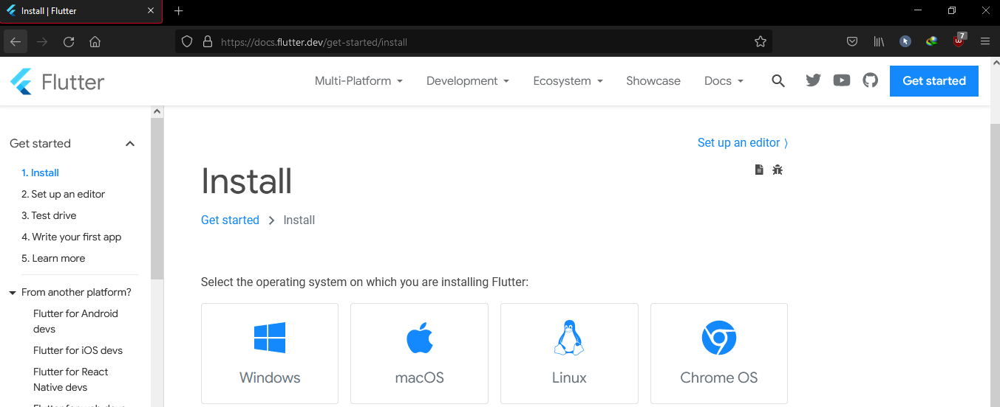 Install | Flutter
https://docs.flutter.dev/get-started/install
7
Flutter
Multi-Platform
Development
Ecosystem
Showcase
Docs
Get started
Get started
1. Install
2. Set up an editor
3. Test drive
4. Write your first app
5. Learn more
From another platform?
Flutter for Android
devs
Flutter for iOS devs
Flutter for React
Native devs
Flutter for web devs
Set up an editor
Install
Get started
Install
Select the operating system on which you are installing Flutter:
Windows
macOS
Linux
Chrome OS